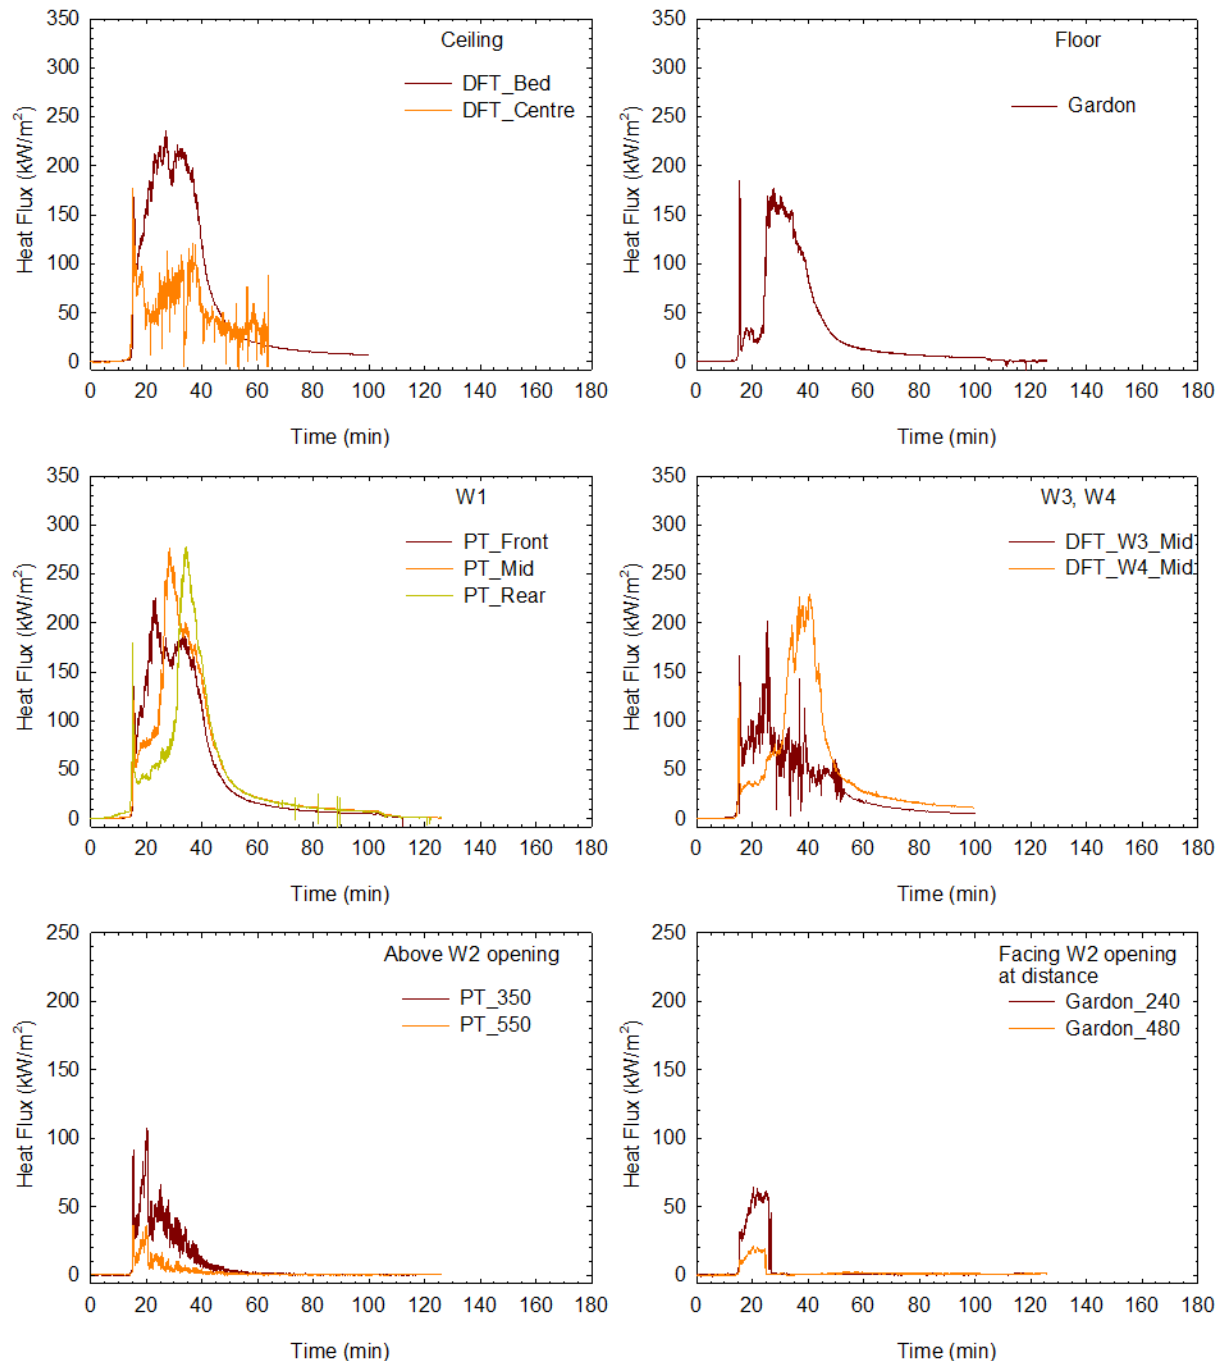 Ceiling
DFT_Bed
DFT_Centre
Heat Flux (kW/m²)
350
300
250
200
150
100
50
0
0 20 40 60 80 100 120 140 160 180
Time (min)
Floor
Gardon
Heat Flux (kW/m²)
350
300
250
200
150
100
50
0
0 20 40 60 80 100 120 140 160 180
Time (min)
W1
PT_Front
PT_Mid
PT_Rear
Heat Flux (kW/m²)
350
300
250
200
150
100
50
0
0 20 40 60 80 100 120 140 160 180
Time (min)
W3, W4
DFT_W3_Mid
DFT_W4_Mid
Heat Flux (kW/m²)
350
300
250
200
150
100
50
0
0 20 40 60 80 100 120 140 160 180
Time (min)
Above W2 opening
PT_350
PT_550
Heat Flux (kW/m²)
250
200
150
100
50
0
0 20 40 60 80 100 120 140 160 180
Time (min)
Facing W2 opening
at distance
Gardon_240
Gardon_480
Heat Flux (kW/m²)
250
200
150
100
50
0
0 20 40 60 80 100 120 140 160 180
Time (min)